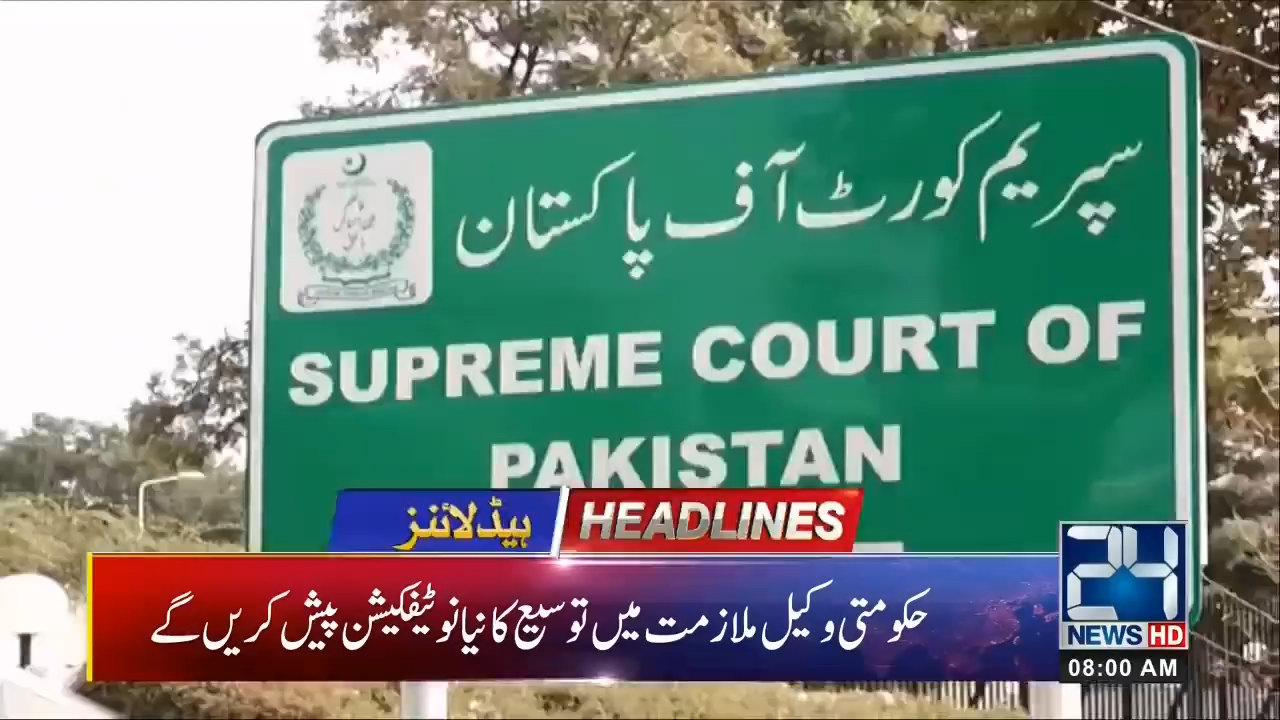 سپریم کورٹ آف پاکستان
SUPREME COURT OF
PAKISTAN
ہیڈلائنز
HEADLINES
حکومتی وکیل ملازمت میں توسیع کا نیا نوٹیفکیشن پیش کریں گے
24
NEWS HD
08:00 AM